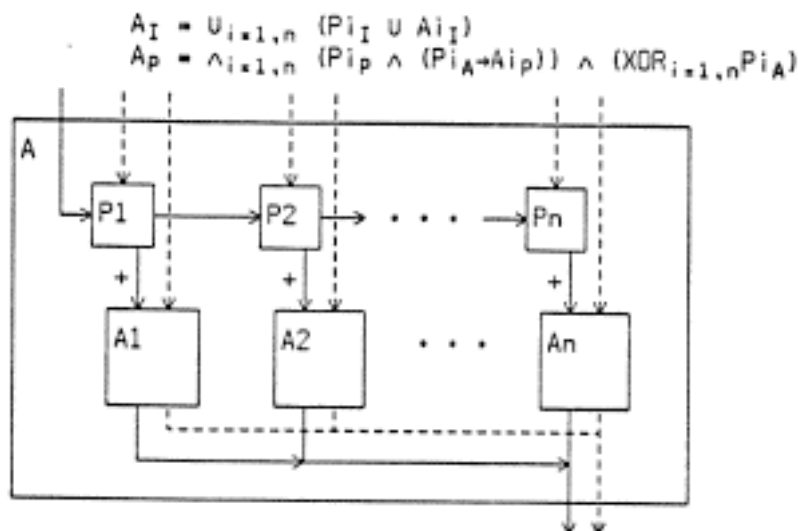 A_I = ∪_{i=1,n} (Pi_I ∪ Ai_I)
A_P = ∧_{i=1,n} (Pi_P ∧ (Pi_A→Ai_P)) ∧ (XOR_{i=1,n}Pi_A)
A
P1 P2 . . . Pn
+ + +
A1 A2 . . . An